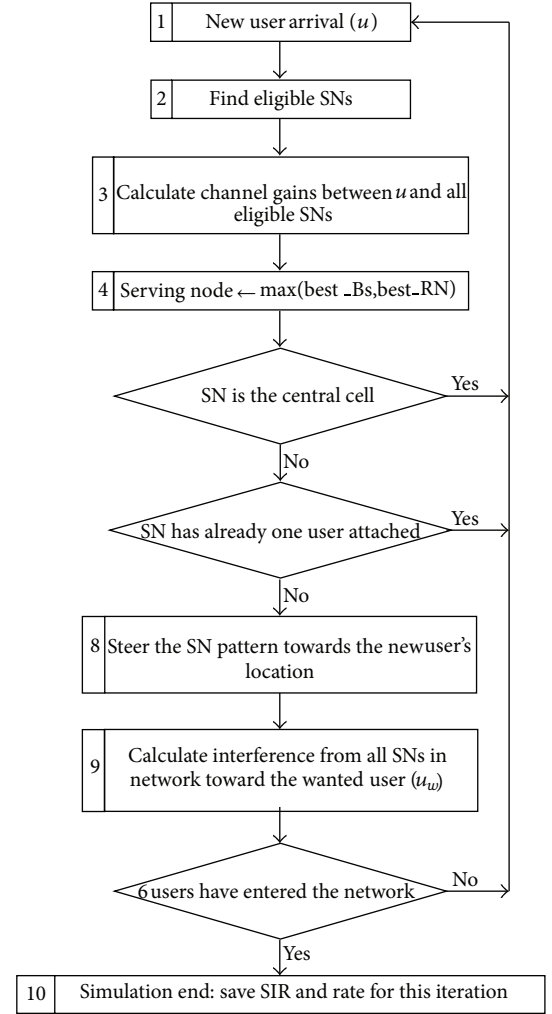 1 New user arrival (u)
2 Find eligible SNs
3 Calculate channel gains between u and all
eligible SNs
4 Serving node ← max(best _Bs,best_RN)
SN is the central cell
Yes
No
SN has already one user attached
Yes
No
8 Steer the SN pattern towards the newuser's
location
9 Calculate interference from all SNs in
network toward the wanted user (u_w)
6 users have entered the network
No
Yes
10 Simulation end: save SIR and rate for this iteration